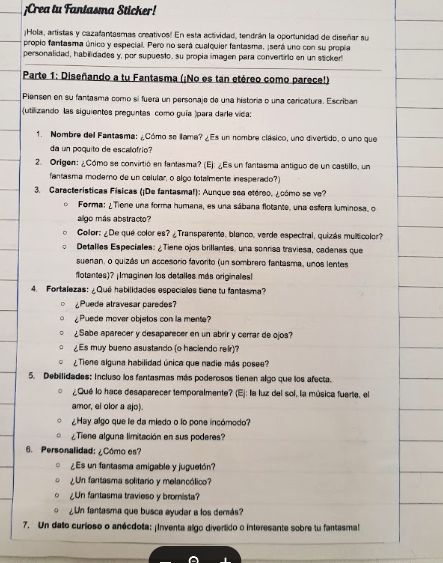 ¡Crea tu Fantasma Sticker!
¡Hola, artistas y cazafantasmas creativos! En esta actividad, tendrán la oportunidad de diseñar su
propio fantasma único y especial. Pero no será cualquier fantasma, ¡será uno con su propia
personalidad, habilidades y, por supuesto, su propia imagen para convertirlo en un sticker!
Parte 1: Diseñando a tu Fantasma (¡No es tan etéreo como parece!)
Piensen en su fantasma como si fuera un personaje de una historia o una caricatura. Escriban
(utilizando las siguientes preguntas como guía )para darle vida:
1. Nombre del Fantasma: ¿Cómo se llama? ¿Es un nombre clásico, uno divertido, o uno que
da un poquito de escalofrío?
2. Origen: ¿Cómo se convirtió en fantasma? (Ej: ¿Es un fantasma antiguo de un castillo, un
fantasma moderno de un celular, o algo totalmente inesperado?)
3. Características Físicas (¡De fantasma!): Aunque sea etéreo, ¿cómo se ve?
○ Forma: ¿Tiene una forma humana, es una sábana flotante, una esfera luminosa, o
algo más abstracto?
○ Color: ¿De qué color es? ¿Transparente, blanco, verde espectral, quizás multicolor?
○ Detalles Especiales: ¿Tiene ojos brillantes, una sonrisa traviesa, cadenas que
suenan, o quizás un accesorio favorito (un sombrero fantasma, unos lentes
flotantes)? ¡Imaginen los detalles más originales!
4. Fortalezas: ¿Qué habilidades especiales tiene tu fantasma?
○ ¿Puede atravesar paredes?
○ ¿Puede mover objetos con la mente?
○ ¿Sabe aparecer y desaparecer en un abrir y cerrar de ojos?
○ ¿Es muy bueno asustando (o haciendo reír)?
○ ¿Tiene alguna habilidad única que nadie más posee?
5. Debilidades: Incluso los fantasmas más poderosos tienen algo que los afecta.
○ ¿Qué lo hace desaparecer temporalmente? (Ej: la luz del sol, la música fuerte, el
amor, el olor a ajo).
○ ¿Hay algo que le da miedo o lo pone incómodo?
○ ¿Tiene alguna limitación en sus poderes?
6. Personalidad: ¿Cómo es?
○ ¿Es un fantasma amigable y juguetón?
○ ¿Un fantasma solitario y melancólico?
○ ¿Un fantasma travieso y bromista?
○ ¿Un fantasma que busca ayudar a los demás?
7. Un dato curioso o anécdota: ¡Inventa algo divertido o interesante sobre tu fantasma!